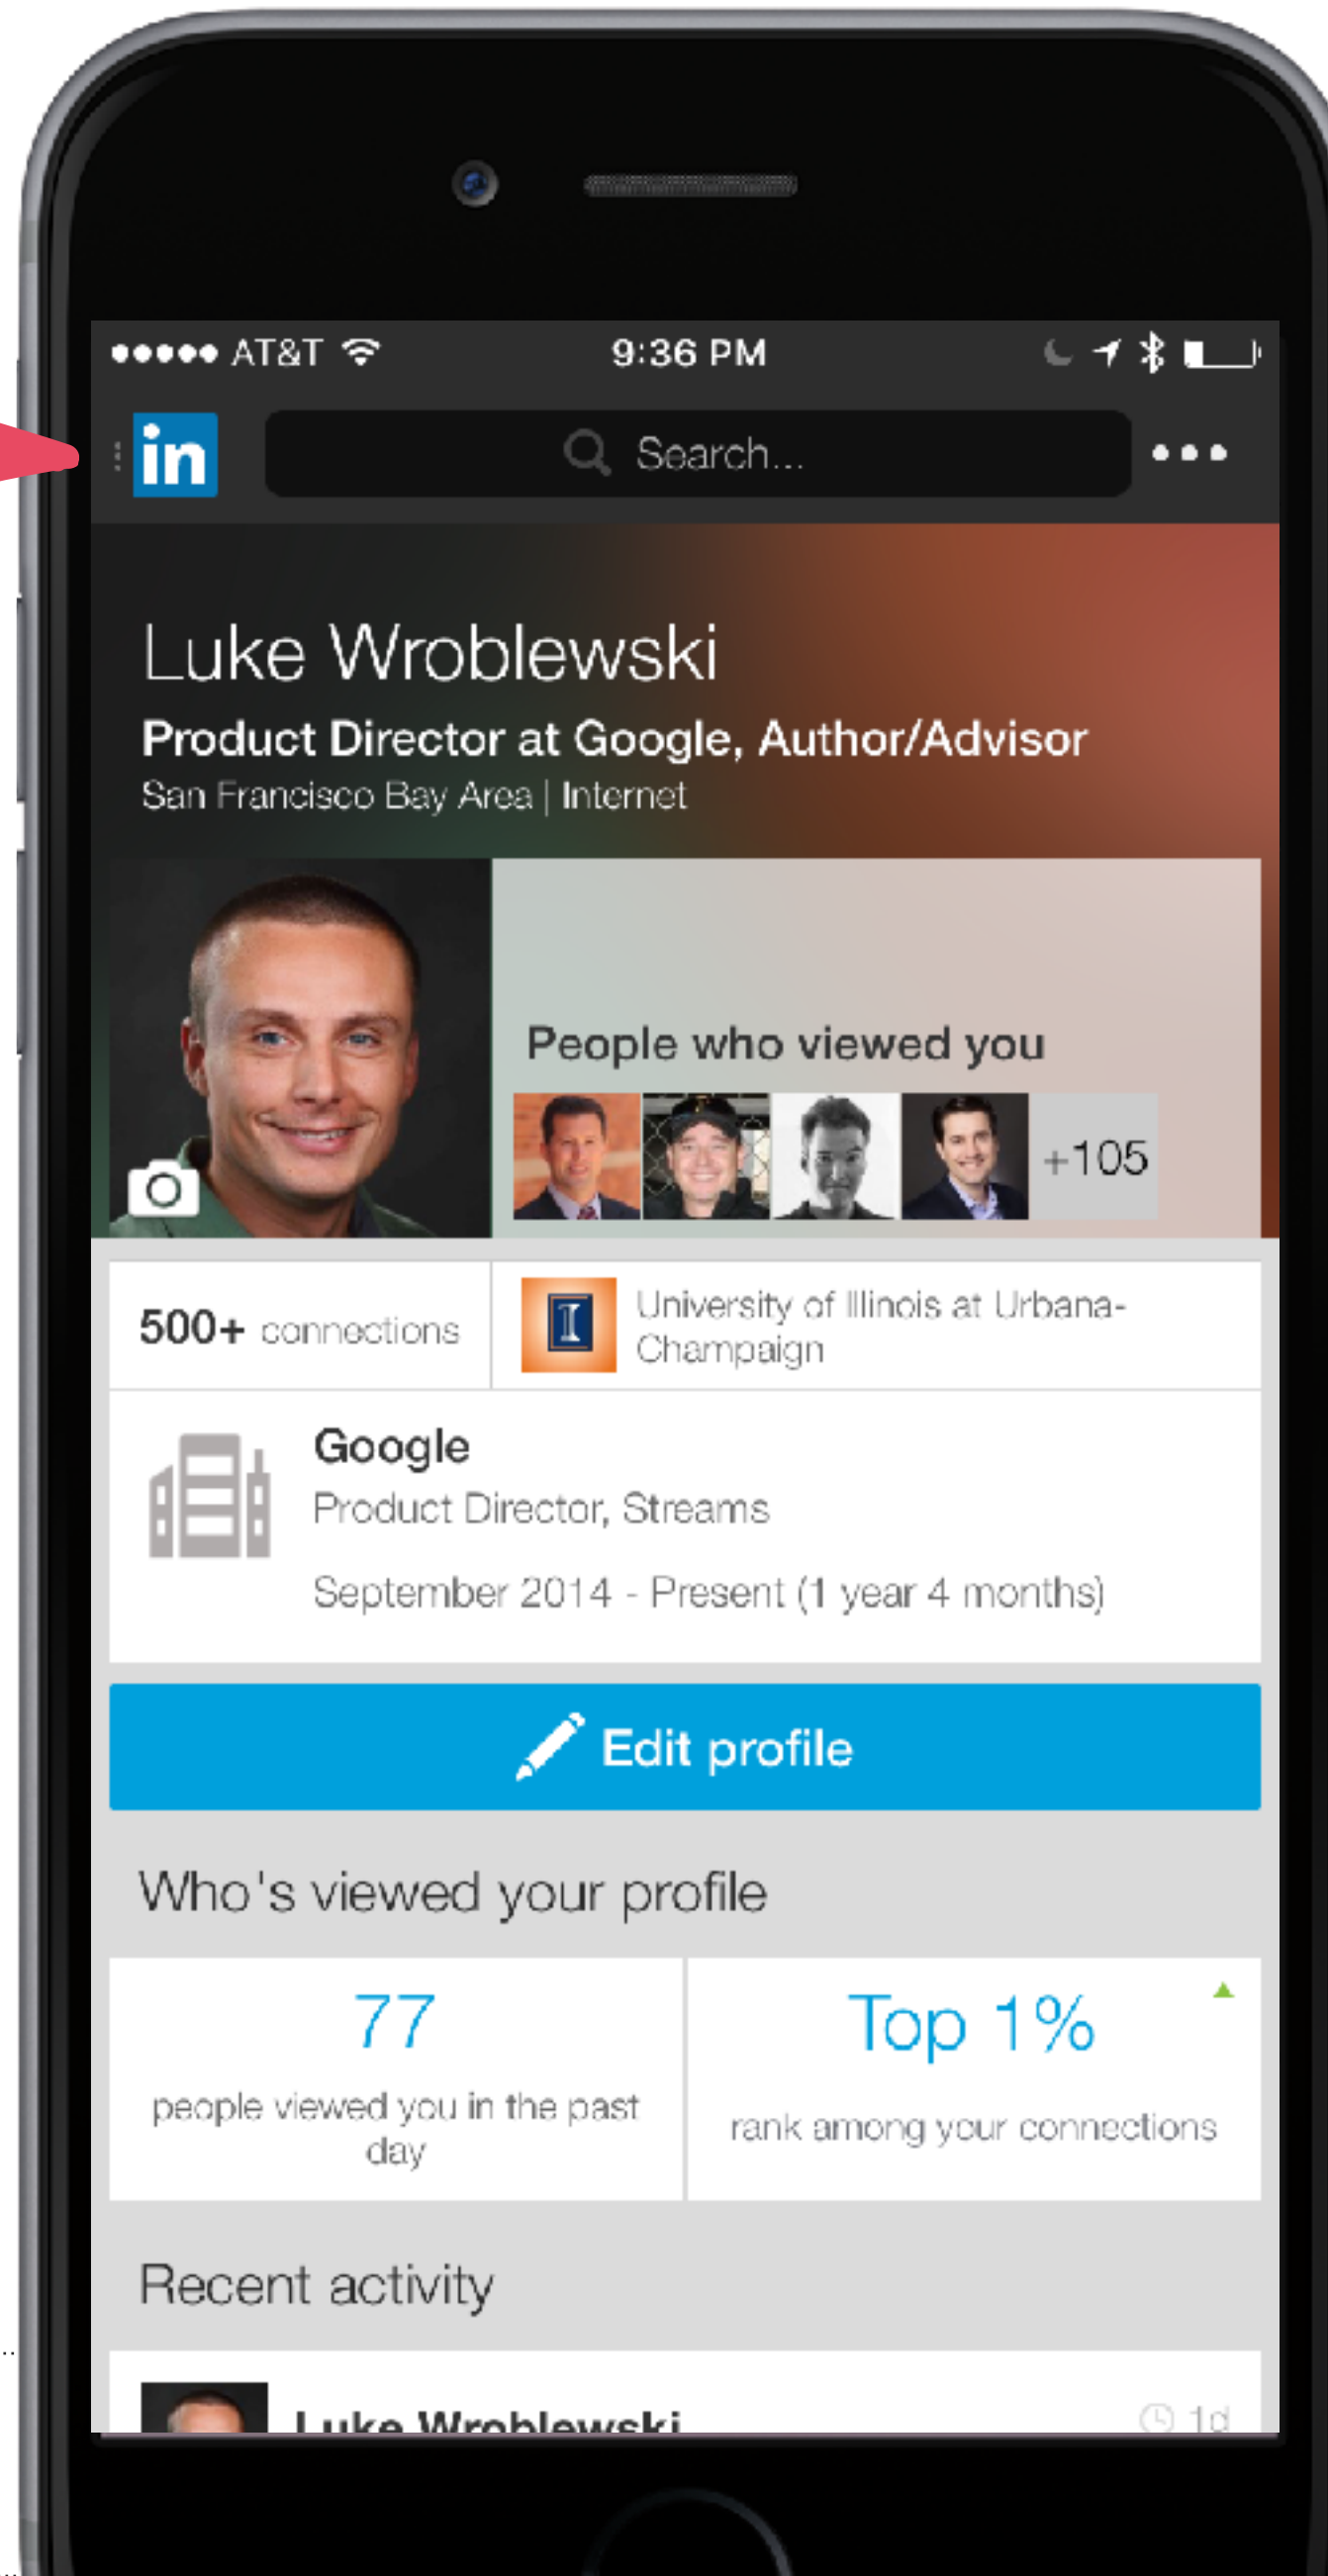 AT&T
9:36 PM
in
Search...
Luke Wroblewski
Product Director at Google, Author/Advisor
San Francisco Bay Area | Internet
People who viewed you
+105
500+ connections
I
University of Illinois at Urbana-
Champaign
Google
Product Director, Streams
September 2014 - Present (1 year 4 months)
Edit profile
Who's viewed your profile
77
people viewed you in the past
day
Top 1%
rank among your connections
Recent activity
Luke Wroblewski
1d